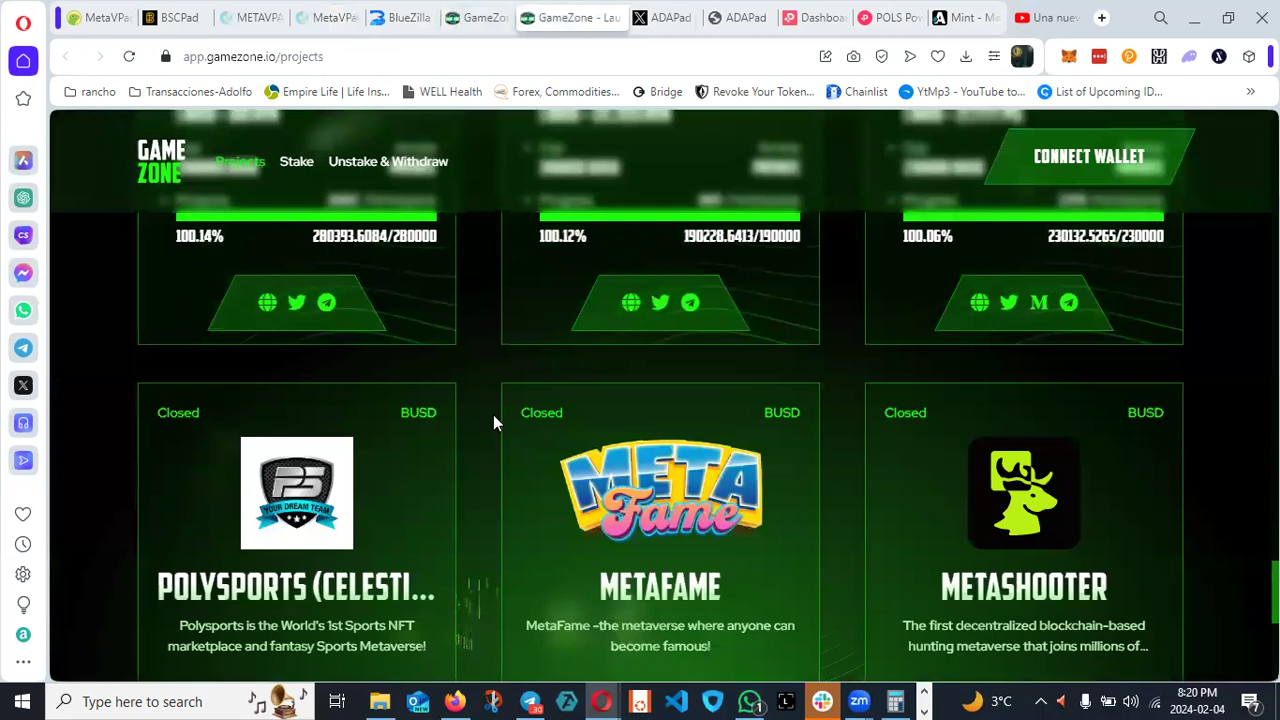 MetaVPa
BSCPad
METAVPA
MetaVPa
BlueZilla
GameZo
GameZone - Lau
ADAPad
ADAPad
Dashboa
POLS Pow
Mint - Mo
Una nuev
app.gamezone.io/projects
rancho
Transacciones-Adolfo
Empire Life | Life Ins...
WELL Health
Forex, Commodities...
Bridge
Revoke Your Token...
Chainlist
YtMp3 - YouTube to...
List of Upcoming ID...
GAME
ZONE
Projects
Stake
Unstake & Withdraw
CONNECT WALLET
100.14%
280393.6084/280000
100.12%
190228.6413/190000
100.06%
230132.5265/230000
Closed
BUSD
PS
YOUR DREAM TEAM
POLYSPORTS (CELESTI...
Polysports is the World's 1st Sports NFT
marketplace and fantasy Sports Metaverse!
Closed
BUSD
META
Fame
METAFAME
MetaFame -the metaverse where anyone can
become famous!
Closed
BUSD
METASHOOTER
The first decentralized blockchain-based
hunting metaverse that joins millions of...
Type here to search
3°C
8:20 PM
2024-02-04